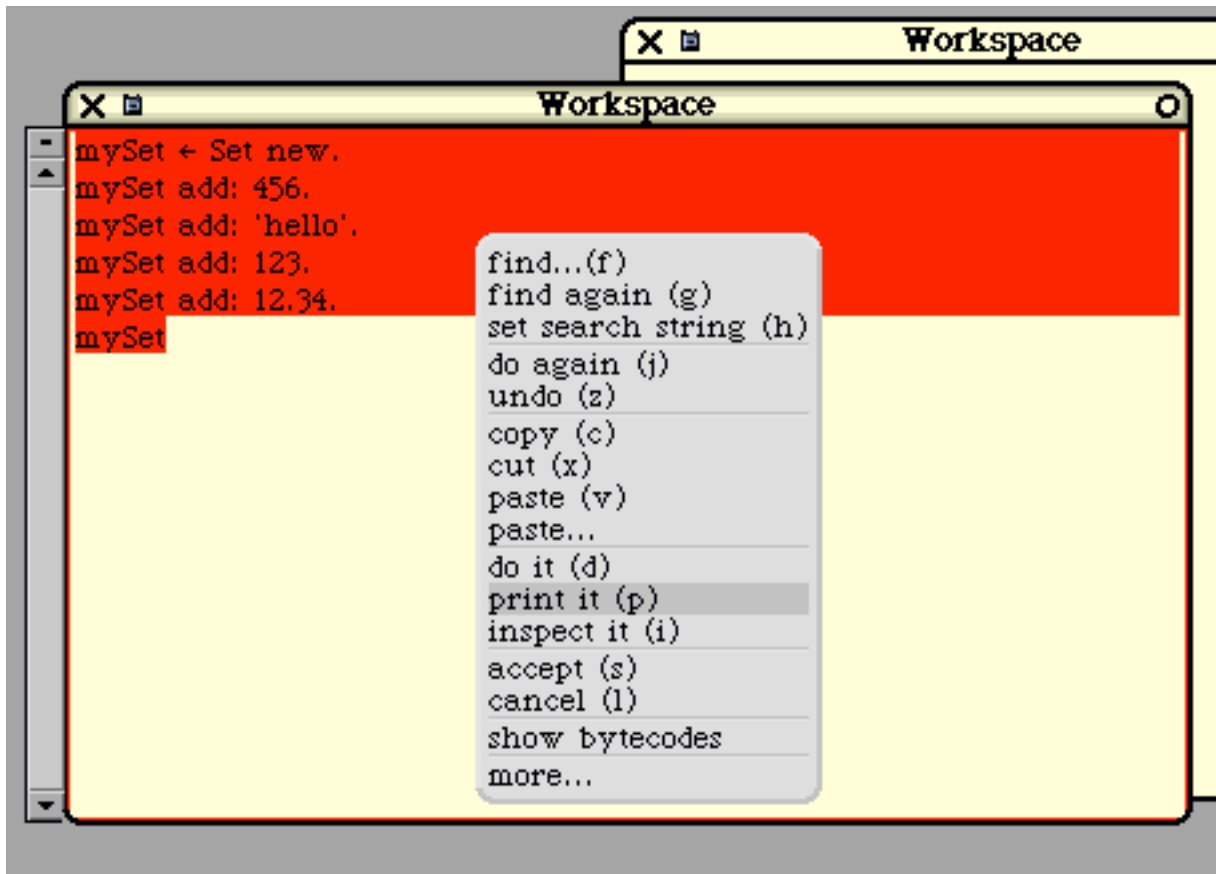 Workspace
Workspace
mySet ← Set new.
mySet add: 456.
mySet add: 'hello'.
mySet add: 123.
mySet add: 12.34.
mySet
find...(f)
find again (g)
set search string (h)
do again (j)
undo (z)
copy (c)
cut (x)
paste (v)
paste...
do it (d)
print it (p)
inspect it (i)
accept (s)
cancel (l)
show bytecodes
more...